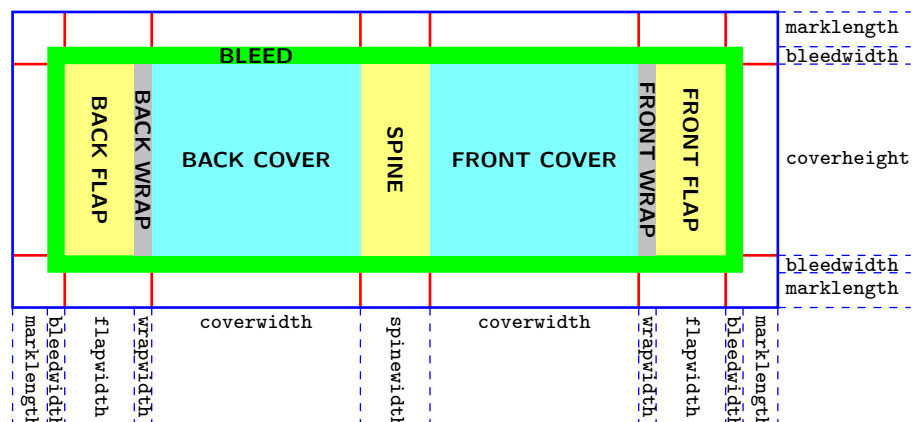 marklength
BLEED
bleedwidth
BACK FLAP
BACK WRAP
BACK COVER
SPINE
FRONT COVER
FRONT WRAP
FRONT FLAP
coverheight
bleedwidth
marklength
marklength
bleedwidth
flapwidth
wrapwidth
coverwidth
spinewidth
coverwidth
wrapwidth
flapwidth
bleedwidth
marklength